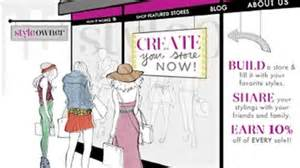 HOW IT WORKS
SHOP FEATURED STORES
BLOG
ABOUT US
styleowner
CREATE
your store
NOW!
BUILD a store &
fill it with your
favorite styles.
SHARE your
stylings with your
friends and family.
EARN 10%
off of EVERY sale!!